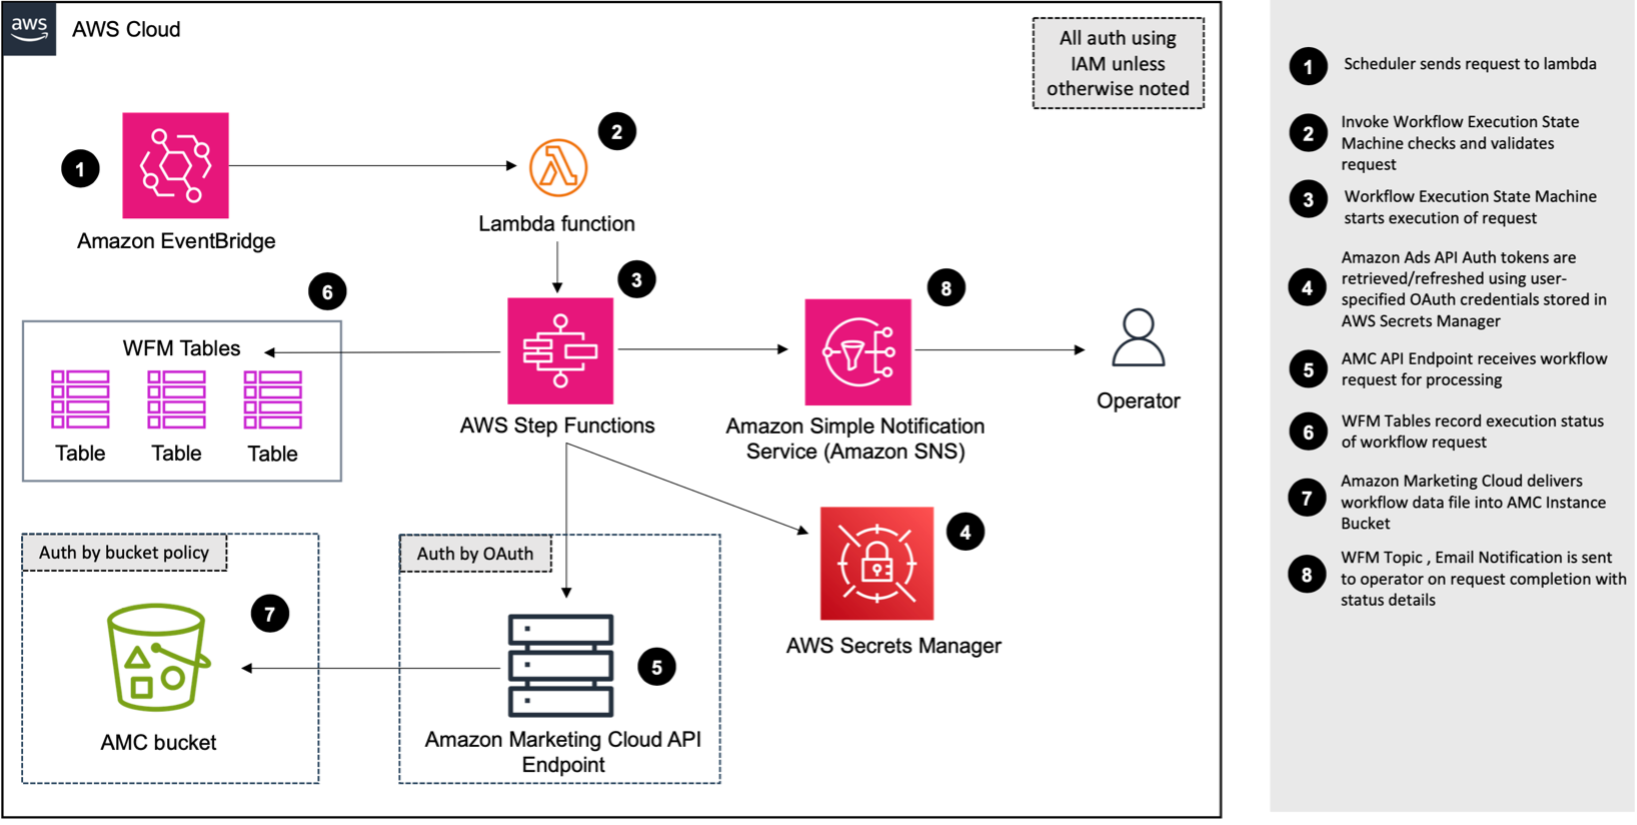 aws
AWS Cloud
All auth using
IAM unless
otherwise noted
1
Amazon EventBridge
2
Lambda function
3
AWS Step Functions
6
WFM Tables
Table
Table
Table
8
Amazon Simple Notification
Service (Amazon SNS)
Operator
4
AWS Secrets Manager
Auth by OAuth
5
Amazon Marketing Cloud API
Endpoint
Auth by bucket policy
7
AMC bucket
1
Scheduler sends request to lambda
2
Invoke Workflow Execution State
Machine checks and validates
request
3
Workflow Execution State Machine
starts execution of request
4
Amazon Ads API Auth tokens are
retrieved/refreshed using user-
specified OAuth credentials stored in
AWS Secrets Manager
5
AMC API Endpoint receives workflow
request for processing
6
WFM Tables record execution status
of workflow request
7
Amazon Marketing Cloud delivers
workflow data file into AMC Instance
Bucket
8
WFM Topic , Email Notification is sent
to operator on request completion with
status details